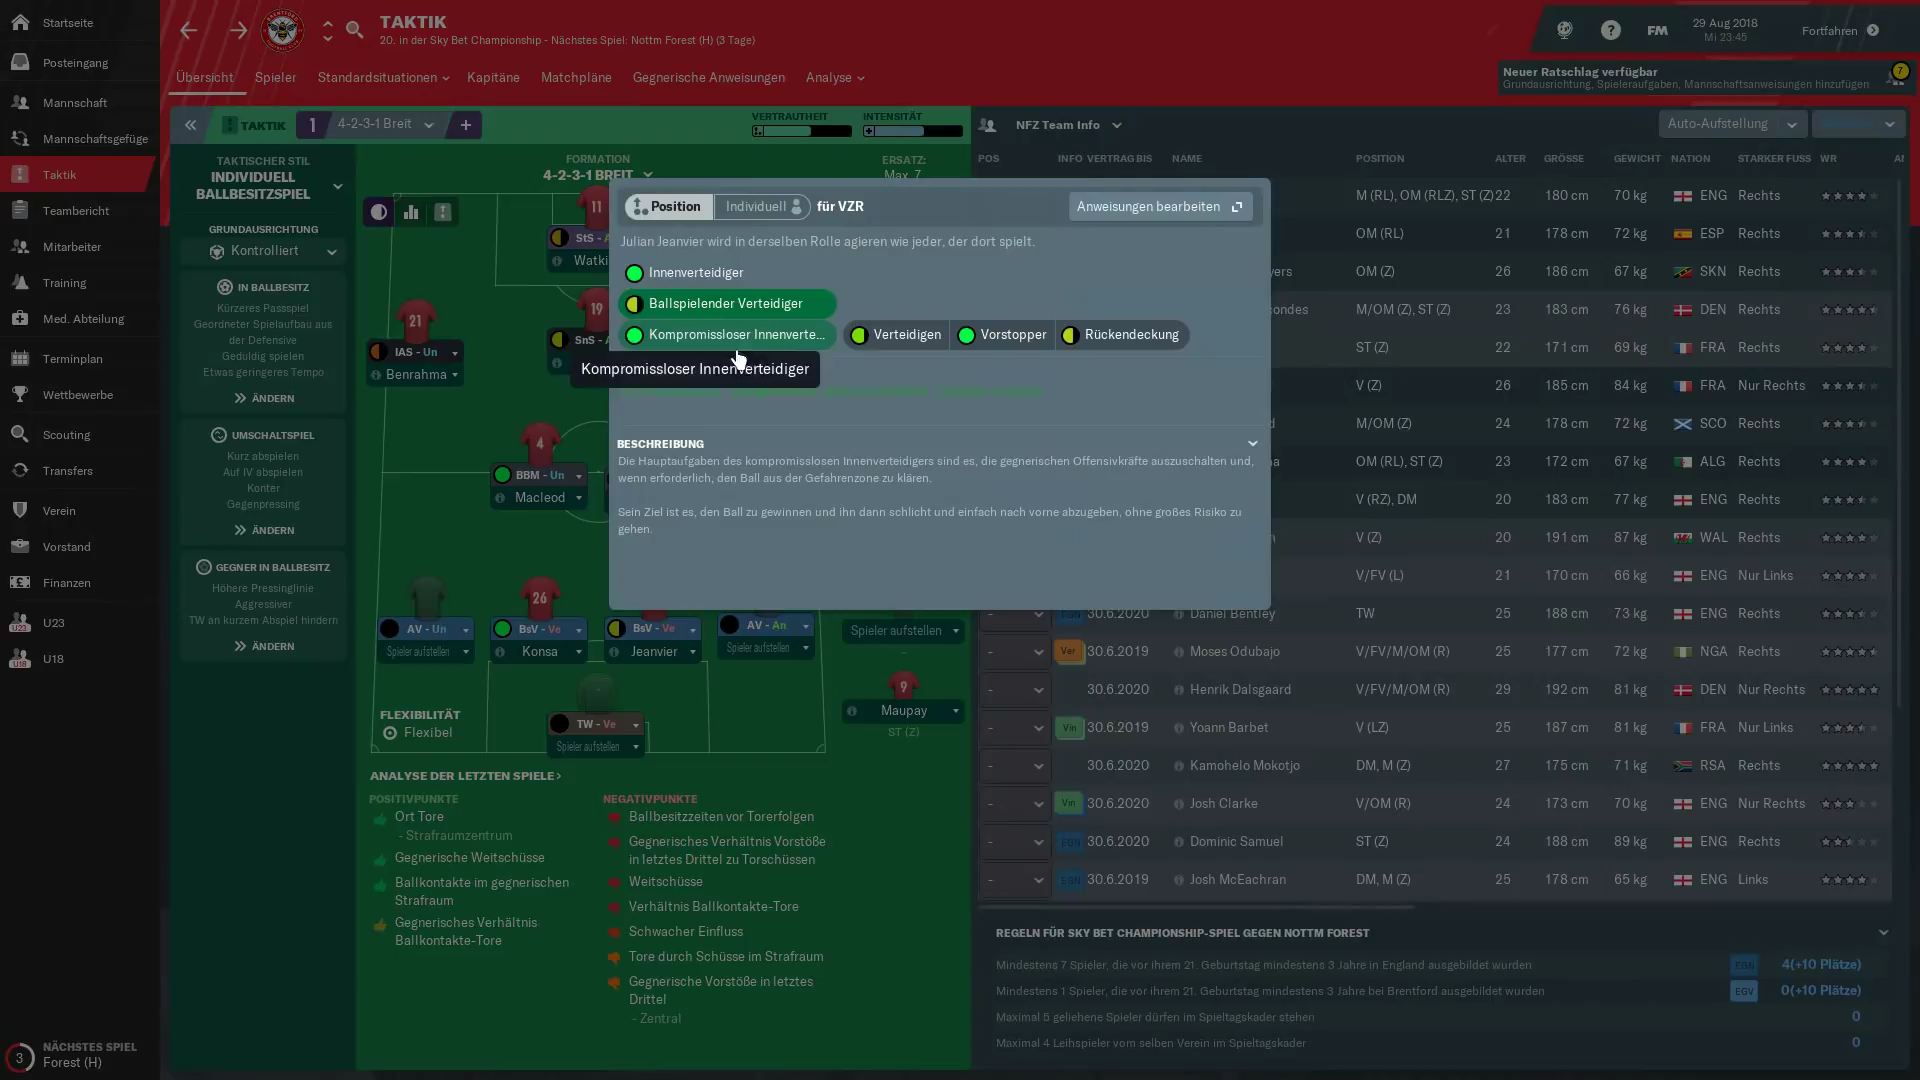 Startseite
Posteingang
Mannschaft
Mannschaftsgefüge
Taktik
Teambericht
Mitarbeiter
Training
Med. Abteilung
Terminplan
Wettbewerbe
Scouting
Transfers
Verein
Vorstand
Finanzen
U23
U18
3
NÄCHSTES SPIEL
Forest (H)
TAKTIK
20. in der Sky Bet Championship - Nächstes Spiel: Nottm Forest (H) (3 Tage)
FM
29 Aug 2018
Mi 23:45
Fortfahren
Übersicht
Spieler
Standardsituationen
Kapitäne
Matchpläne
Gegnerische Anweisungen
Analyse
Neuer Ratschlag verfügbar
Grundausrichtung, Spieleraufgaben, Mannschaftsanweisungen hinzufügen
7
TAKTIK
1
4-2-3-1 Breit
VERTRAUTHEIT
INTENSITÄT
TAKTISCHER STIL
INDIVIDUELL
BALLBESITZSPIEL
FORMATION
4-2-3-1 BREIT
ERSATZ:
Max. 7
GRUNDAUSRICHTUNG
Kontrolliert
IN BALLBESITZ
Kürzeres Passspiel
Geordneter Spielaufbau aus
der Defensive
Geduldig spielen
Etwas geringeres Tempo
ÄNDERN
UMSCHALTSPIEL
Kurz abspielen
Auf IV abspielen
Konter
Gegenpressing
ÄNDERN
GEGNER IN BALLBESITZ
Höhere Pressinglinie
Aggressiver
TW an kurzem Abspiel hindern
ÄNDERN
11
StS - A
Watki
19
SnS - A
21
IAS - Un
Benrahma
4
BBM - Un
Macleod
AV - Un
Spieler aufstellen
26
BsV - Ve
Konsa
BsV - Ve
Jeanvier
AV - An
Spieler aufstellen
TW - Ve
Spieler aufstellen
Spieler aufstellen
9
Maupay
ST (Z)
FLEXIBILITÄT
Flexibel
ANALYSE DER LETZTEN SPIELE>
POSITIVPUNKTE
Ort Tore
- Strafraumzentrum
Gegnerische Weitschüsse
Ballkontakte im gegnerischen
Strafraum
Gegnerisches Verhältnis
Ballkontakte-Tore
NEGATIVPUNKTE
Ballbesitzzeiten vor Torerfolgen
Gegnerisches Verhältnis Vorstöße
in letztes Drittel zu Torschüssen
Weitschüsse
Verhältnis Ballkontakte-Tore
Schwacher Einfluss
Tore durch Schüsse im Strafraum
Gegnerische Vorstöße in letztes
Drittel
- Zentral
Position
Individuell
für VZR
Anweisungen bearbeiten
Julian Jeanvier wird in derselben Rolle agieren wie jeder, der dort spielt.
Innenverteidiger
Ballspielender Verteidiger
Kompromissloser Innenverte...
Verteidigen
Vorstopper
Rückendeckung
Kompromissloser Innenverteidiger
BESCHREIBUNG
Die Hauptaufgaben des kompromisslosen Innenverteidigers sind es, die gegnerischen Offensivkräfte auszuschalten und,
wenn erforderlich, den Ball aus der Gefahrenzone zu klären.
Sein Ziel ist es, den Ball zu gewinnen und ihn dann schlicht und einfach nach vorne abzugeben, ohne großes Risiko zu
gehen.
NFZ Team Info
Auto-Aufstellung
POS INFO VERTRAG BIS NAME POSITION ALTER GRÖSSE GEWICHT NATION STARKER FUSS WR
M (RL), OM (RLZ), ST (Z) 22 180 cm 70 kg ENG Rechts
OM (RL) 21 178 cm 72 kg ESP Rechts
yers OM (Z) 26 186 cm 67 kg SKN Rechts
condes M/OM (Z), ST (Z) 23 183 cm 76 kg DEN Rechts
ST (Z) 22 171 cm 69 kg FRA Rechts
V (Z) 26 185 cm 84 kg FRA Nur Rechts
d M/OM (Z) 24 178 cm 72 kg SCO Rechts
a OM (RL), ST (Z) 23 172 cm 67 kg ALG Rechts
V (RZ), DM 20 183 cm 77 kg ENG Rechts
V (Z) 20 191 cm 87 kg WAL Rechts
V/FV (L) 21 170 cm 66 kg ENG Nur Links
- EGN 30.6.2020 Daniel Bentley TW 25 188 cm 73 kg ENG Rechts
- Ver 30.6.2019 Moses Odubajo V/FV/M/OM (R) 25 177 cm 72 kg NGA Rechts
- 30.6.2020 Henrik Dalsgaard V/FV/M/OM (R) 29 192 cm 81 kg DEN Nur Rechts
- Vin 30.6.2019 Yoann Barbet V (LZ) 25 187 cm 81 kg FRA Nur Links
- 30.6.2020 Kamohelo Mokotjo DM, M (Z) 27 175 cm 71 kg RSA Rechts
- Vin 30.6.2020 Josh Clarke V/OM (R) 24 173 cm 70 kg ENG Nur Rechts
- EGN 30.6.2020 Dominic Samuel ST (Z) 24 188 cm 89 kg ENG Rechts
- EGN 30.6.2019 Josh McEachran DM, M (Z) 25 178 cm 65 kg ENG Links
REGELN FÜR SKY BET CHAMPIONSHIP-SPIEL GEGEN NOTTM FOREST
Mindestens 7 Spieler, die vor ihrem 21. Geburtstag mindestens 3 Jahre in England ausgebildet wurden EGN 4(+10 Plätze)
Mindestens 1 Spieler, die vor ihrem 21. Geburtstag mindestens 3 Jahre bei Brentford ausgebildet wurden EGV 0(+10 Plätze)
Maximal 5 geliehene Spieler dürfen im Spieltagskader stehen 0
Maximal 4 Leihspieler vom selben Verein im Spieltagskader 0